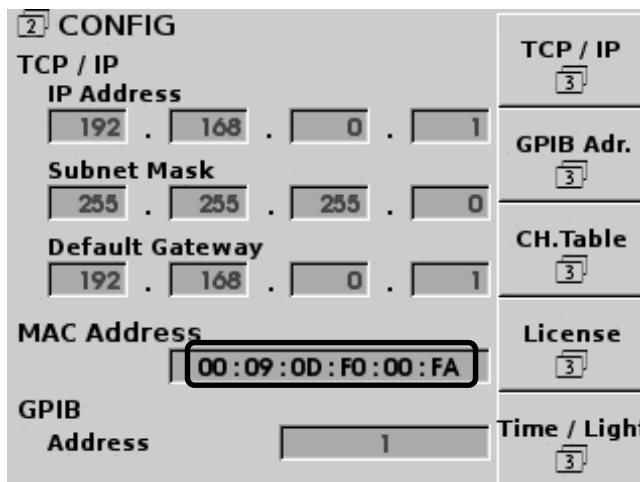 2 CONFIG
TCP / IP
IP Address
192 . 168 . 0 . 1
Subnet Mask
255 . 255 . 255 . 0
Default Gateway
192 . 168 . 0 . 1
MAC Address
00 : 09 : 0D : F0 : 00 : FA
GPIB
Address 1
TCP / IP
3
GPIB Adr.
3
CH.Table
3
License
3
Time / Light
3